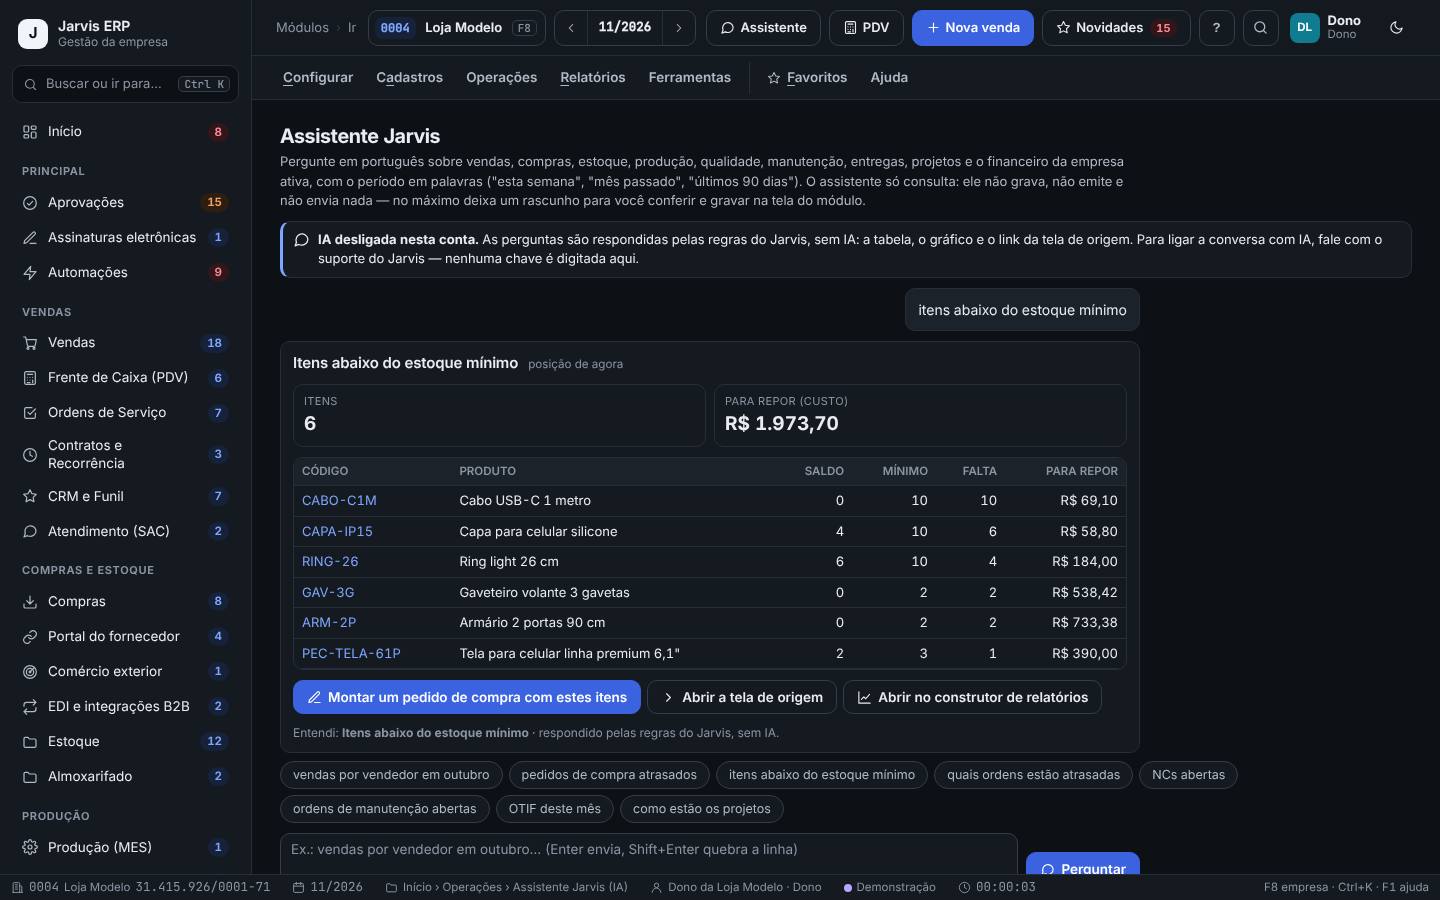 J
Jarvis ERP
Gestão da empresa
Buscar ou ir para...
Ctrl K
Início
8
PRINCIPAL
Aprovações
15
Assinaturas eletrônicas
1
Automações
9
VENDAS
Vendas
18
Frente de Caixa (PDV)
6
Ordens de Serviço
7
Contratos e
Recorrência
3
CRM e Funil
7
Atendimento (SAC)
2
COMPRAS E ESTOQUE
Compras
8
Portal do fornecedor
4
Comércio exterior
1
EDI e integrações B2B
2
Estoque
12
Almoxarifado
2
PRODUÇÃO
Produção (MES)
1
Módulos › Ir
0004 Loja Modelo F8
‹ 11/2026 ›
Assistente
PDV
+ Nova venda
Novidades 15
?
DL
Dono
Dono
Configurar Cadastros Operações Relatórios Ferramentas Favoritos Ajuda
Assistente Jarvis
Pergunte em português sobre vendas, compras, estoque, produção, qualidade, manutenção, entregas, projetos e o financeiro da empresa
ativa, com o período em palavras ("esta semana", "mês passado", "últimos 90 dias"). O assistente só consulta: ele não grava, não emite e
não envia nada — no máximo deixa um rascunho para você conferir e gravar na tela do módulo.
IA desligada nesta conta. As perguntas são respondidas pelas regras do Jarvis, sem IA: a tabela, o gráfico e o link da tela de origem. Para ligar a conversa com IA, fale com o
suporte do Jarvis — nenhuma chave é digitada aqui.
itens abaixo do estoque mínimo
Itens abaixo do estoque mínimo posição de agora
ITENS
6
PARA REPOR (CUSTO)
R$ 1.973,70
CÓDIGO PRODUTO SALDO MÍNIMO FALTA PARA REPOR
CABO-C1M Cabo USB-C 1 metro 0 10 10 R$ 69,10
CAPA-IP15 Capa para celular silicone 4 10 6 R$ 58,80
RING-26 Ring light 26 cm 6 10 4 R$ 184,00
GAV-3G Gaveteiro volante 3 gavetas 0 2 2 R$ 538,42
ARM-2P Armário 2 portas 90 cm 0 2 2 R$ 733,38
PEC-TELA-61P Tela para celular linha premium 6,1" 2 3 1 R$ 390,00
Montar um pedido de compra com estes itens
Abrir a tela de origem
Abrir no construtor de relatórios
Entendi: Itens abaixo do estoque mínimo · respondido pelas regras do Jarvis, sem IA.
vendas por vendedor em outubro
pedidos de compra atrasados
itens abaixo do estoque mínimo
quais ordens estão atrasadas
NCs abertas
ordens de manutenção abertas
OTIF deste mês
como estão os projetos
Ex.: vendas por vendedor em outubro... (Enter envia, Shift+Enter quebra a linha)
Perguntar
0004 Loja Modelo 31.415.926/0001-71
11/2026
Início › Operações › Assistente Jarvis (IA)
Dono da Loja Modelo · Dono
Demonstração
00:00:03
F8 empresa · Ctrl+K · F1 ajuda